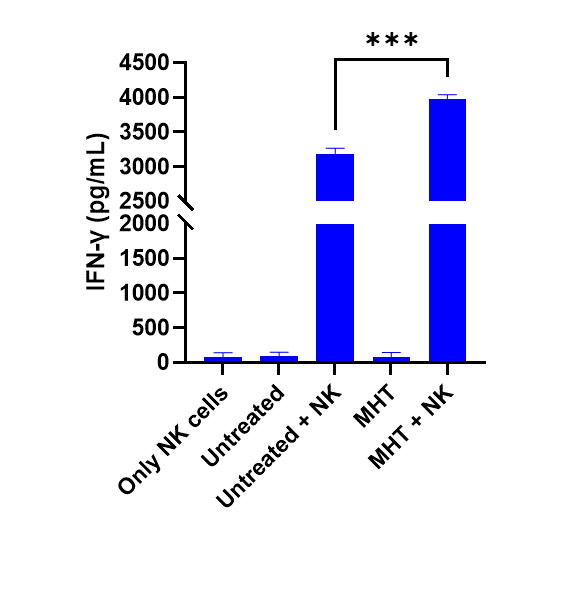 ***
IFN-γ (pg/mL)
4500
4000
3500
3000
2500
2000
1500
1000
500
0
Only NK cells
Untreated
Untreated + NK
MHT
MHT + NK